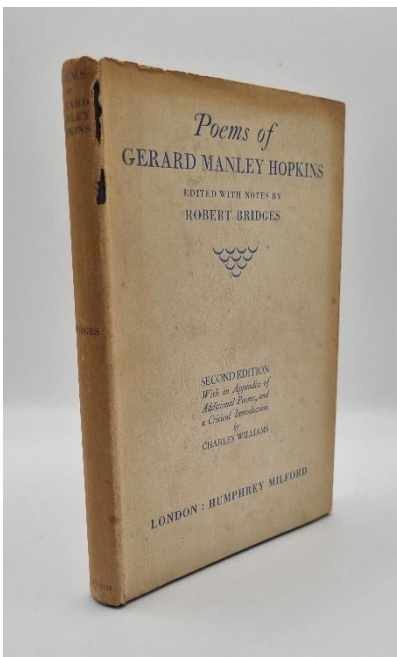 Poems of
GERARD MANLEY HOPKINS
EDITED WITH NOTES BY
ROBERT BRIDGES
SECOND EDITION
With an Appendix of
Additional Poems, and
a Critical Introduction
by
CHARLES WILLIAMS
LONDON : HUMPHREY MILFORD